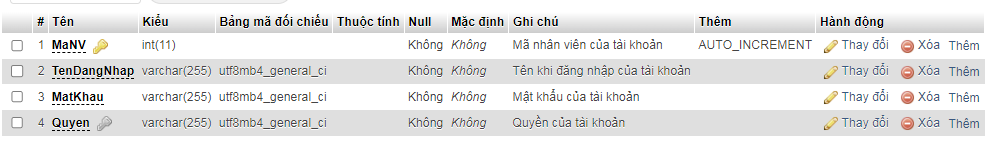 # Tên Kiểu Bảng mã đối chiếu Thuộc tính Null Mặc định Ghi chú Thêm Hành động
1 MaNV int(11) Không Không Mã nhân viên của tài khoản AUTO_INCREMENT Thay đổi Xóa Thêm
2 TenDangNhap varchar(255) utf8mb4_general_ci Không Không Tên khi đăng nhập của tài khoản Thay đổi Xóa Thêm
3 MatKhau varchar(255) utf8mb4_general_ci Không Không Mật khẩu của tài khoản Thay đổi Xóa Thêm
4 Quyen varchar(255) utf8mb4_general_ci Không Không Quyền của tài khoản Thay đổi Xóa Thêm